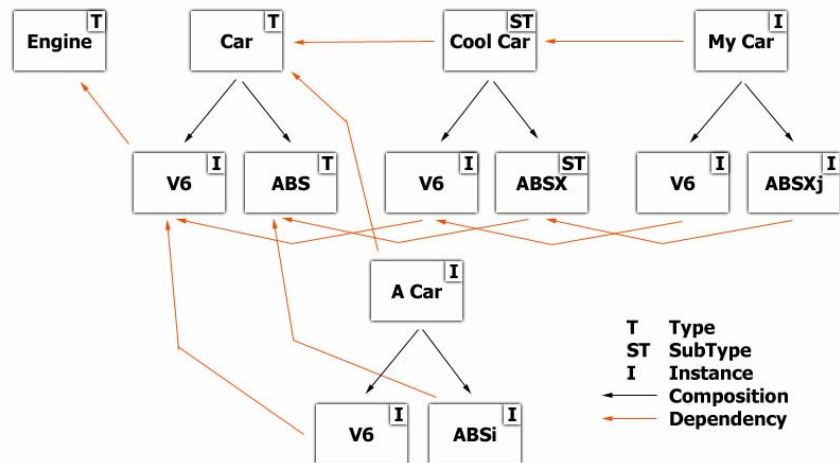 Engine T
Car T
Cool Car ST
My Car I
V6 I
ABS T
V6 I
ABSX ST
V6 I
ABSXj I
A Car I
T Type
ST SubType
I Instance
Composition
Dependency
V6 I
ABSi I